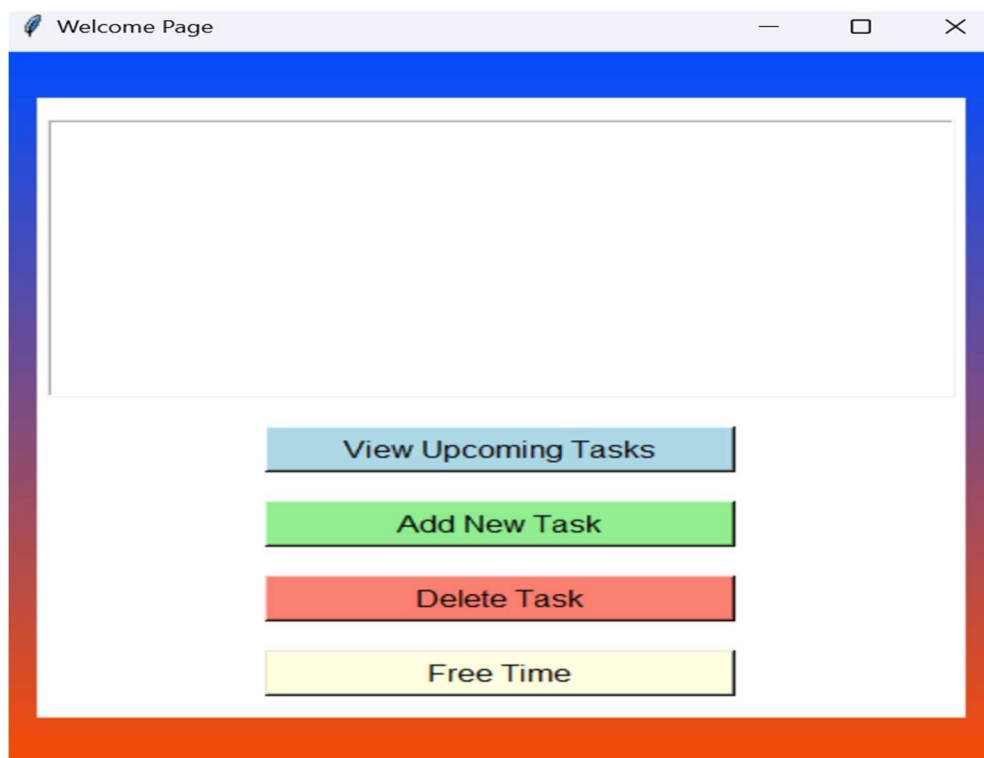 Welcome Page
View Upcoming Tasks
Add New Task
Delete Task
Free Time